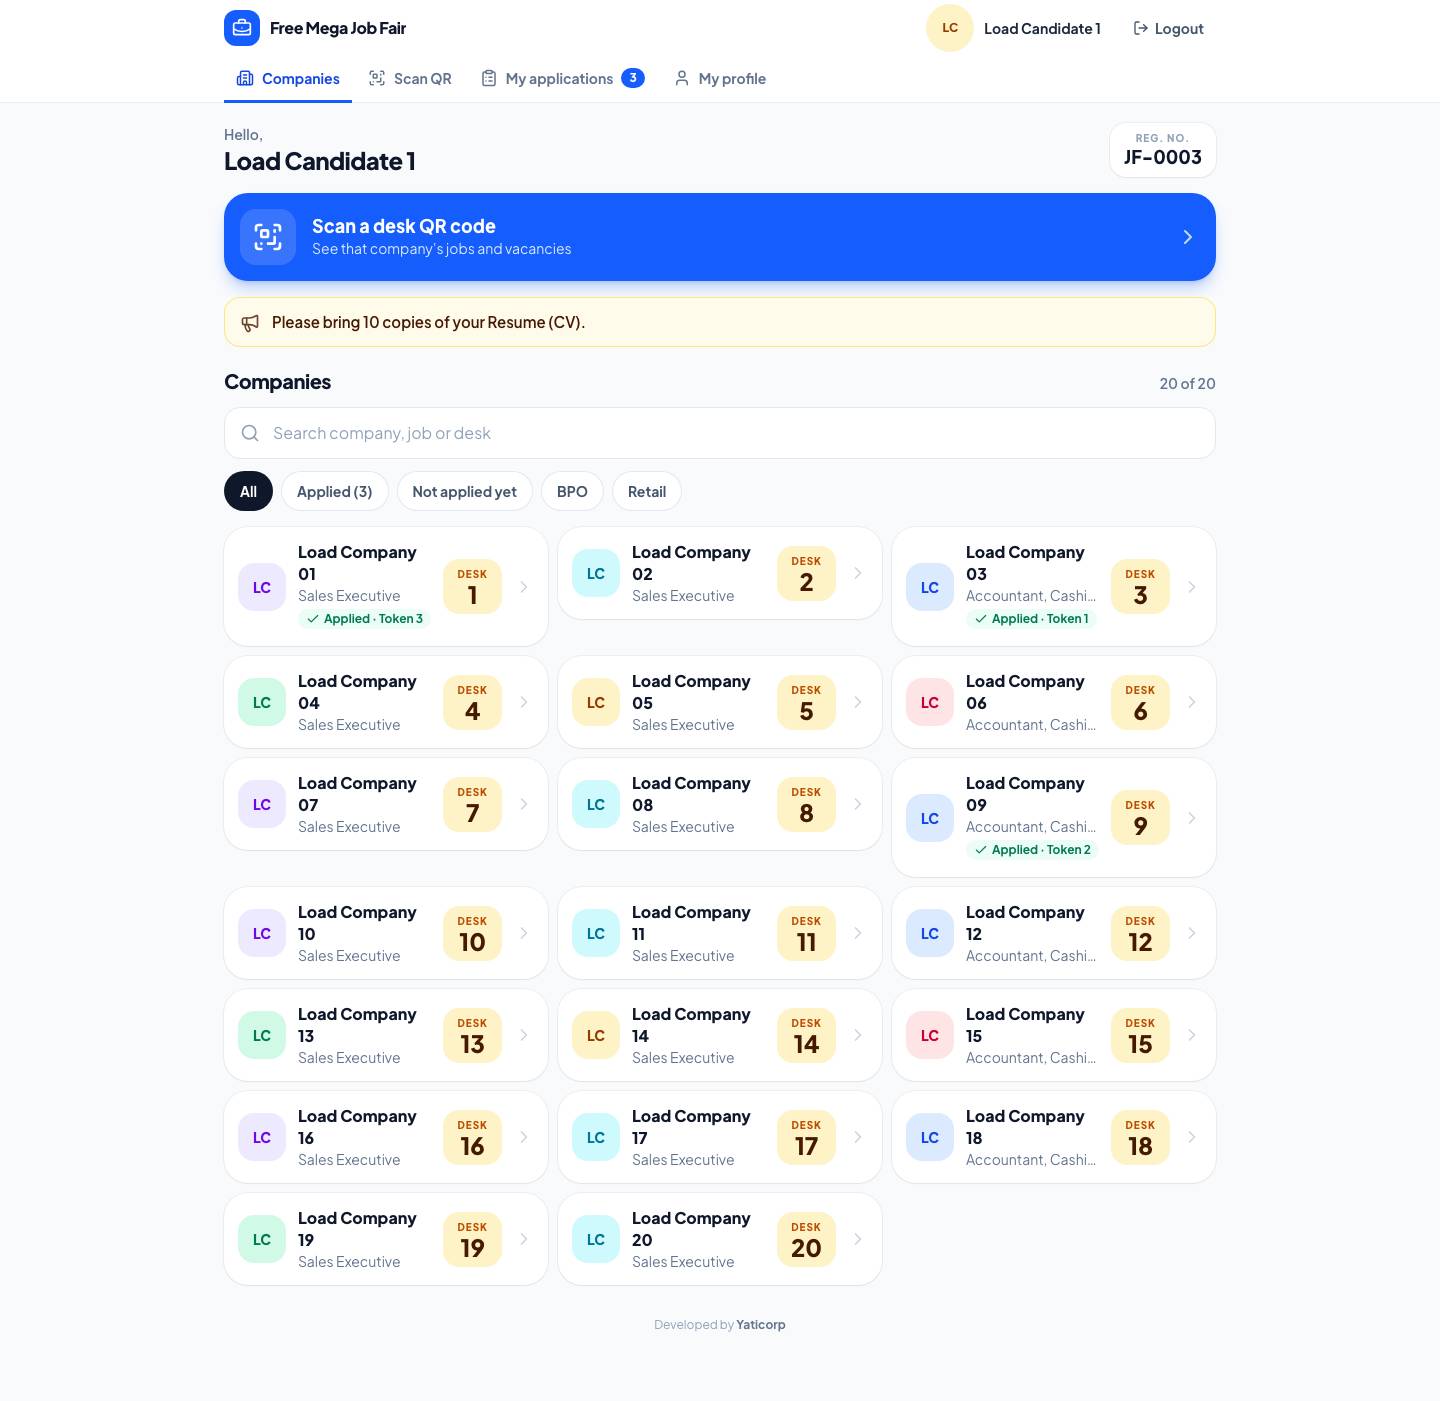 Free Mega Job Fair
LC Load Candidate 1 Logout
Companies Scan QR My applications 3 My profile
Hello,
Load Candidate 1
REG. NO.
JF-0003
Scan a desk QR code
See that company's jobs and vacancies
Please bring 10 copies of your Resume (CV).
Companies
20 of 20
Search company, job or desk
All Applied (3) Not applied yet BPO Retail
LC
Load Company
01
Sales Executive
Applied · Token 3
DESK
1
LC
Load Company
02
Sales Executive
DESK
2
LC
Load Company
03
Accountant, Cashi...
Applied · Token 1
DESK
3
LC
Load Company
04
Sales Executive
DESK
4
LC
Load Company
05
Sales Executive
DESK
5
LC
Load Company
06
Accountant, Cashi...
DESK
6
LC
Load Company
07
Sales Executive
DESK
7
LC
Load Company
08
Sales Executive
DESK
8
LC
Load Company
09
Accountant, Cashi...
Applied · Token 2
DESK
9
LC
Load Company
10
Sales Executive
DESK
10
LC
Load Company
11
Sales Executive
DESK
11
LC
Load Company
12
Accountant, Cashi...
DESK
12
LC
Load Company
13
Sales Executive
DESK
13
LC
Load Company
14
Sales Executive
DESK
14
LC
Load Company
15
Accountant, Cashi...
DESK
15
LC
Load Company
16
Sales Executive
DESK
16
LC
Load Company
17
Sales Executive
DESK
17
LC
Load Company
18
Accountant, Cashi...
DESK
18
LC
Load Company
19
Sales Executive
DESK
19
LC
Load Company
20
Sales Executive
DESK
20
Developed by Yaticorp